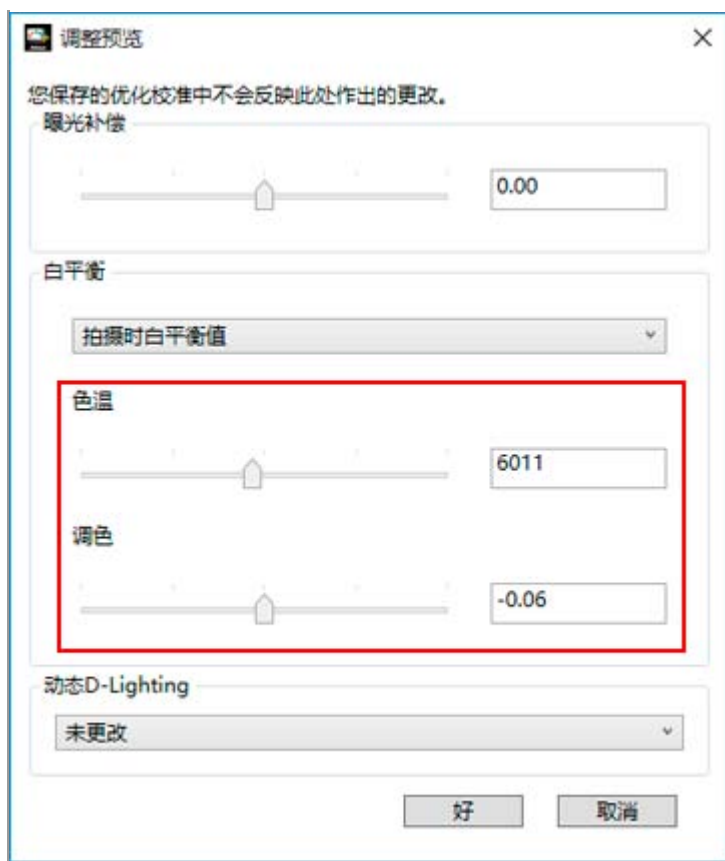 调整预览
您保存的优化校准中不会反映此处作出的更改。
曝光补偿
0.00
白平衡
拍摄时白平衡值
色温
6011
调色
-0.06
动态D-Lighting
未更改
好 取消